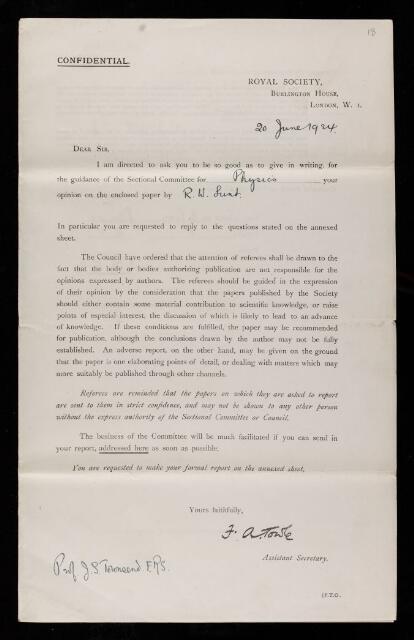 18
CONFIDENTIAL.
ROYAL SOCIETY,
BURLINGTON HOUSE,
LONDON, W. 1.
20 June 1924
DEAR SIR,
I am directed to ask you to be so good as to give in writing, for
the guidance of the Sectional Committee for Physics your
opinion on the enclosed paper by R. W. Lunt.
In particular you are requested to reply to the questions stated on the annexed
sheet.
The Council have ordered that the attention of referees shall be drawn to the
fact that the body or bodies authorizing publication are not responsible for the
opinions expressed by authors. The referees should be guided in the expression
of their opinion by the consideration that the papers published by the Society
should either contain some material contribution to scientific knowledge, or raise
points of especial interest, the discussion of which is likely to lead to an advance
of knowledge. If these conditions are fulfilled, the paper may be recommended
for publication, although the conclusions drawn by the author may not be fully
established. An adverse report, on the other hand, may be given on the ground
that the paper is one elaborating points of detail, or dealing with matters which may
more suitably be published through other channels.
Referees are reminded that the papers on which they are asked to report
are sent to them in strict confidence, and may not be shown to any other person
without the express authority of the Sectional Committee or Council.
The business of the Committee will be much facilitated if you can send in
your report, addressed here as soon as possible.
You are requested to make your formal report on the annexed sheet.
Yours faithfully,
F. A. Towle
Assistant Secretary.
Prof J. S. Townsend F.R.S.
[P.T.O.